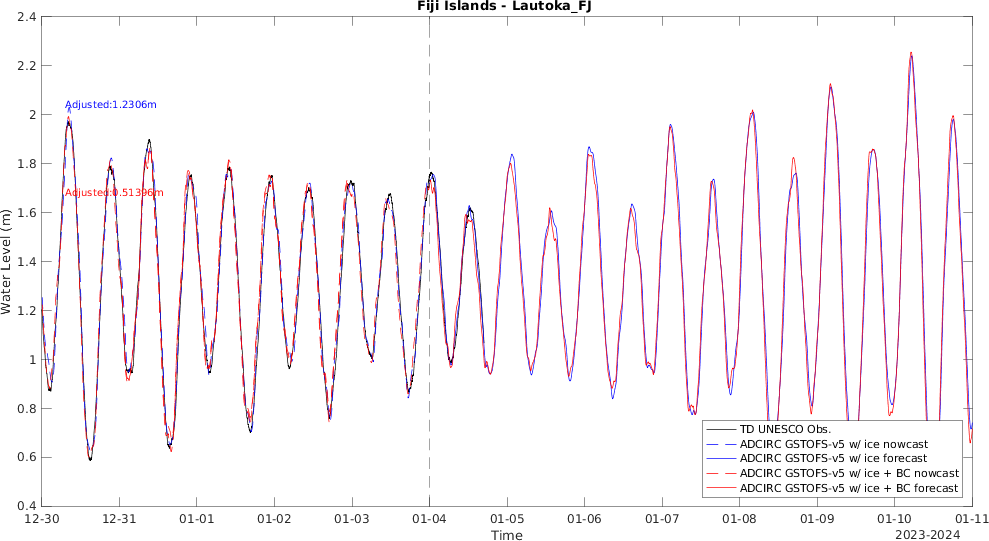 Fiji Islands - Lautoka_FJ
2.4
2.2
2
1.8
1.6
1.4
1.2
1
0.8
0.6
0.4
Water Level (m)
Adjusted:1.2306m
Adjusted:0.51396m
TD UNESCO Obs.
ADCIRC GSTOFS-v5 w/ ice nowcast
ADCIRC GSTOFS-v5 w/ ice forecast
ADCIRC GSTOFS-v5 w/ ice + BC nowcast
ADCIRC GSTOFS-v5 w/ ice + BC forecast
12-30 12-31 01-01 01-02 01-03 01-04 01-05 01-06 01-07 01-08 01-09 01-10 01-11
Time
2023-2024